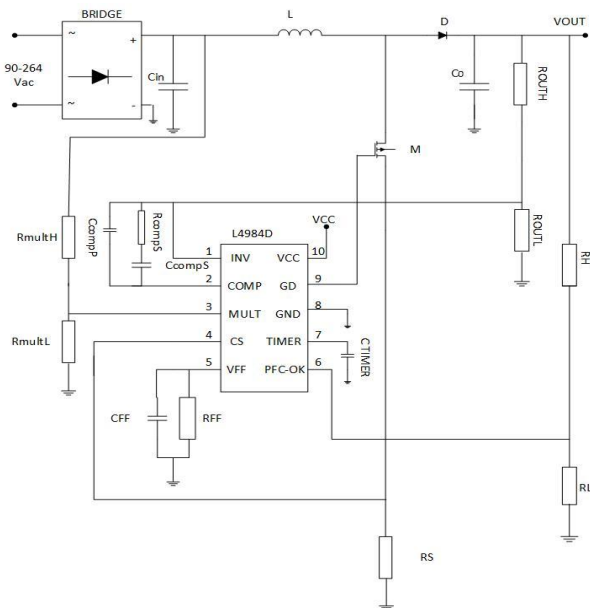 BRIDGE
L
D
VOUT
~
+
90-264
Vac
Cin
Co
ROUTH
~
-
M
RmultH
CcompP
RcompS
CcompS
L4984D
VCC
ROUTL
RH
1 INV VCC 10
2 COMP GD 9
3 MULT GND 8
4 CS TIMER 7
5 VFF PFC-OK 6
RmultL
CTIMER
CFF
RFF
RL
RS